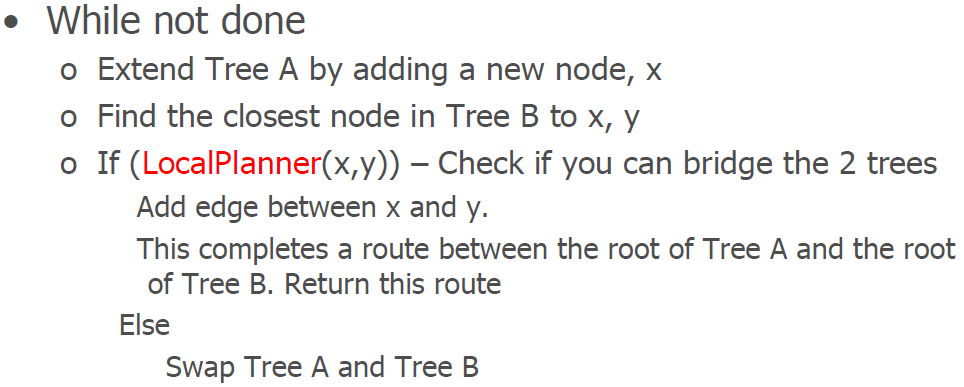 • While not done
o Extend Tree A by adding a new node, x
o Find the closest node in Tree B to x, y
o If (LocalPlanner(x,y)) – Check if you can bridge the 2 trees
Add edge between x and y.
This completes a route between the root of Tree A and the root
of Tree B. Return this route
Else
Swap Tree A and Tree B